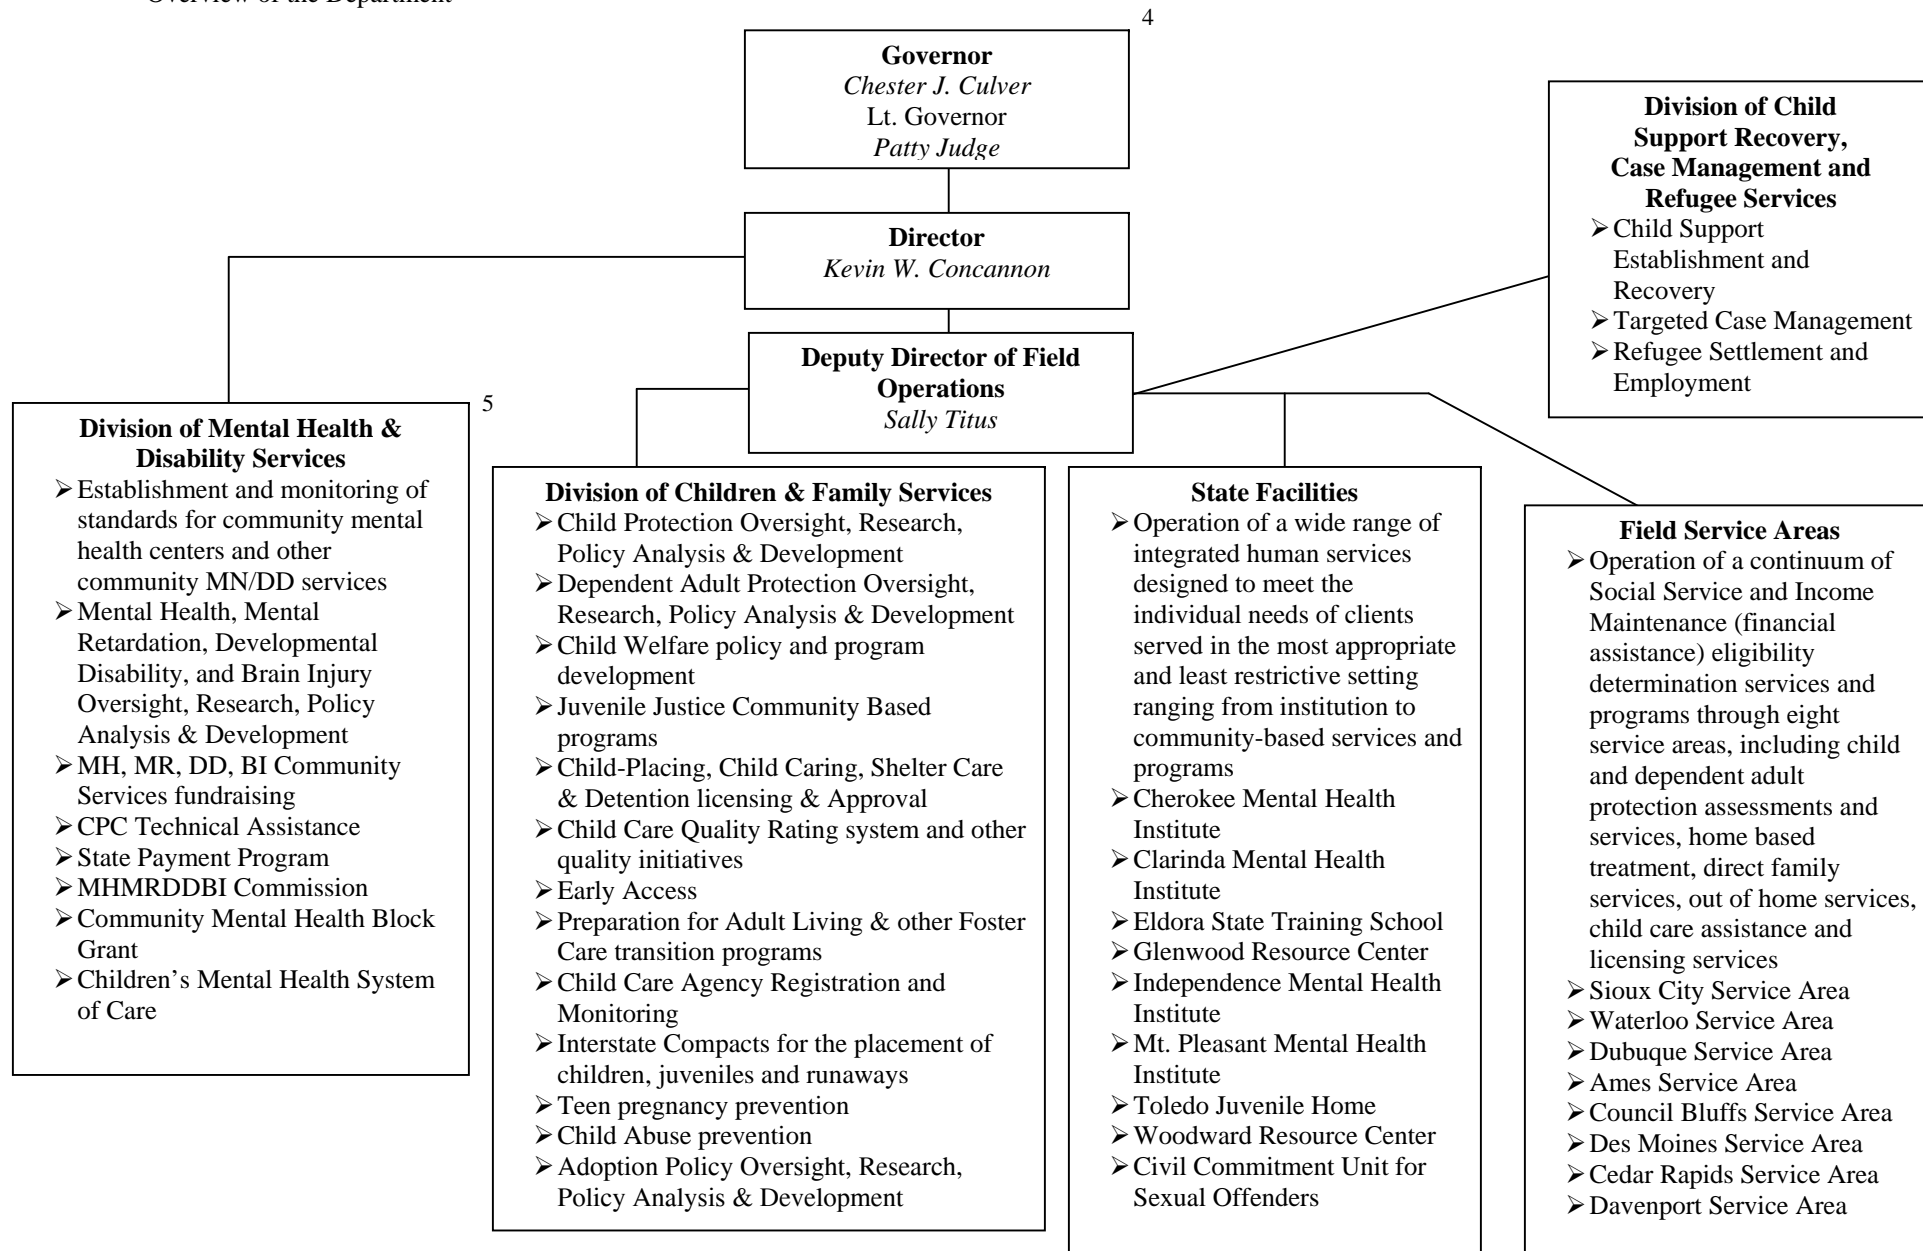 Overview of the Department
4
Governor
Chester J. Culver
Lt. Governor
Patty Judge
Director
Kevin W. Concannon
Deputy Director of Field
Operations
Sally Titus
Division of Child
Support Recovery,
Case Management and
Refugee Services
➢ Child Support
Establishment and
Recovery
➢ Targeted Case Management
➢ Refugee Settlement and
Employment
5
Division of Mental Health &
Disability Services
➢ Establishment and monitoring of
standards for community mental
health centers and other
community MN/DD services
➢ Mental Health, Mental
Retardation, Developmental
Disability, and Brain Injury
Oversight, Research, Policy
Analysis & Development
➢ MH, MR, DD, BI Community
Services fundraising
➢ CPC Technical Assistance
➢ State Payment Program
➢ MHMRDDBI Commission
➢ Community Mental Health Block
Grant
➢ Children’s Mental Health System
of Care
Division of Children & Family Services
➢ Child Protection Oversight, Research,
Policy Analysis & Development
➢ Dependent Adult Protection Oversight,
Research, Policy Analysis & Development
➢ Child Welfare policy and program
development
➢ Juvenile Justice Community Based
programs
➢ Child-Placing, Child Caring, Shelter Care
& Detention licensing & Approval
➢ Child Care Quality Rating system and other
quality initiatives
➢ Early Access
➢ Preparation for Adult Living & other Foster
Care transition programs
➢ Child Care Agency Registration and
Monitoring
➢ Interstate Compacts for the placement of
children, juveniles and runaways
➢ Teen pregnancy prevention
➢ Child Abuse prevention
➢ Adoption Policy Oversight, Research,
Policy Analysis & Development
State Facilities
➢ Operation of a wide range of
integrated human services
designed to meet the
individual needs of clients
served in the most appropriate
and least restrictive setting
ranging from institution to
community-based services and
programs
➢ Cherokee Mental Health
Institute
➢ Clarinda Mental Health
Institute
➢ Eldora State Training School
➢ Glenwood Resource Center
➢ Independence Mental Health
Institute
➢ Mt. Pleasant Mental Health
Institute
➢ Toledo Juvenile Home
➢ Woodward Resource Center
➢ Civil Commitment Unit for
Sexual Offenders
Field Service Areas
➢ Operation of a continuum of
Social Service and Income
Maintenance (financial
assistance) eligibility
determination services and
programs through eight
service areas, including child
and dependent adult
protection assessments and
services, home based
treatment, direct family
services, out of home services,
child care assistance and
licensing services
➢ Sioux City Service Area
➢ Waterloo Service Area
➢ Dubuque Service Area
➢ Ames Service Area
➢ Council Bluffs Service Area
➢ Des Moines Service Area
➢ Cedar Rapids Service Area
➢ Davenport Service Area